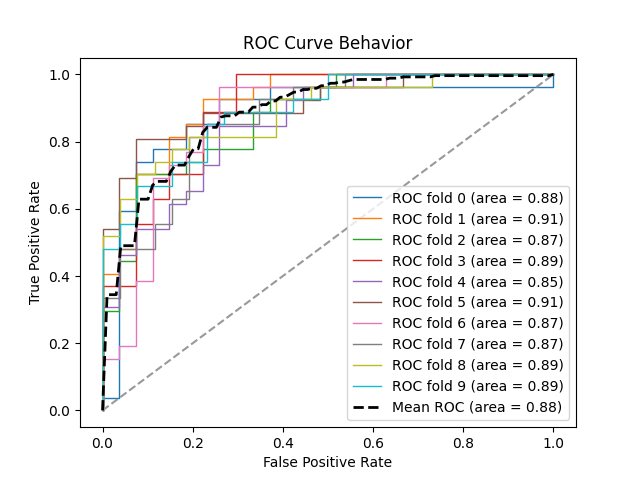 ROC Curve Behavior
True Positive Rate
1.0
0.8
0.6
0.4
0.2
0.0
ROC fold 0 (area = 0.88)
ROC fold 1 (area = 0.91)
ROC fold 2 (area = 0.87)
ROC fold 3 (area = 0.89)
ROC fold 4 (area = 0.85)
ROC fold 5 (area = 0.91)
ROC fold 6 (area = 0.87)
ROC fold 7 (area = 0.87)
ROC fold 8 (area = 0.89)
ROC fold 9 (area = 0.89)
Mean ROC (area = 0.88)
0.0 0.2 0.4 0.6 0.8 1.0
False Positive Rate